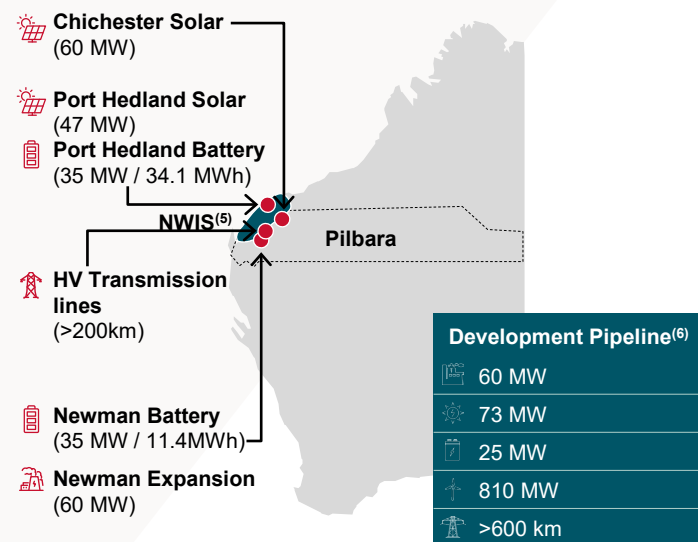 Chichester Solar
(60 MW)
Port Hedland Solar
(47 MW)
Port Hedland Battery
(35 MW / 34.1 MWh)
NWIS(5)
Pilbara
HV Transmission
lines
(>200km)
Newman Battery
(35 MW / 11.4MWh)
Newman Expansion
(60 MW)
Development Pipeline(6)
60 MW
73 MW
25 MW
810 MW
>600 km